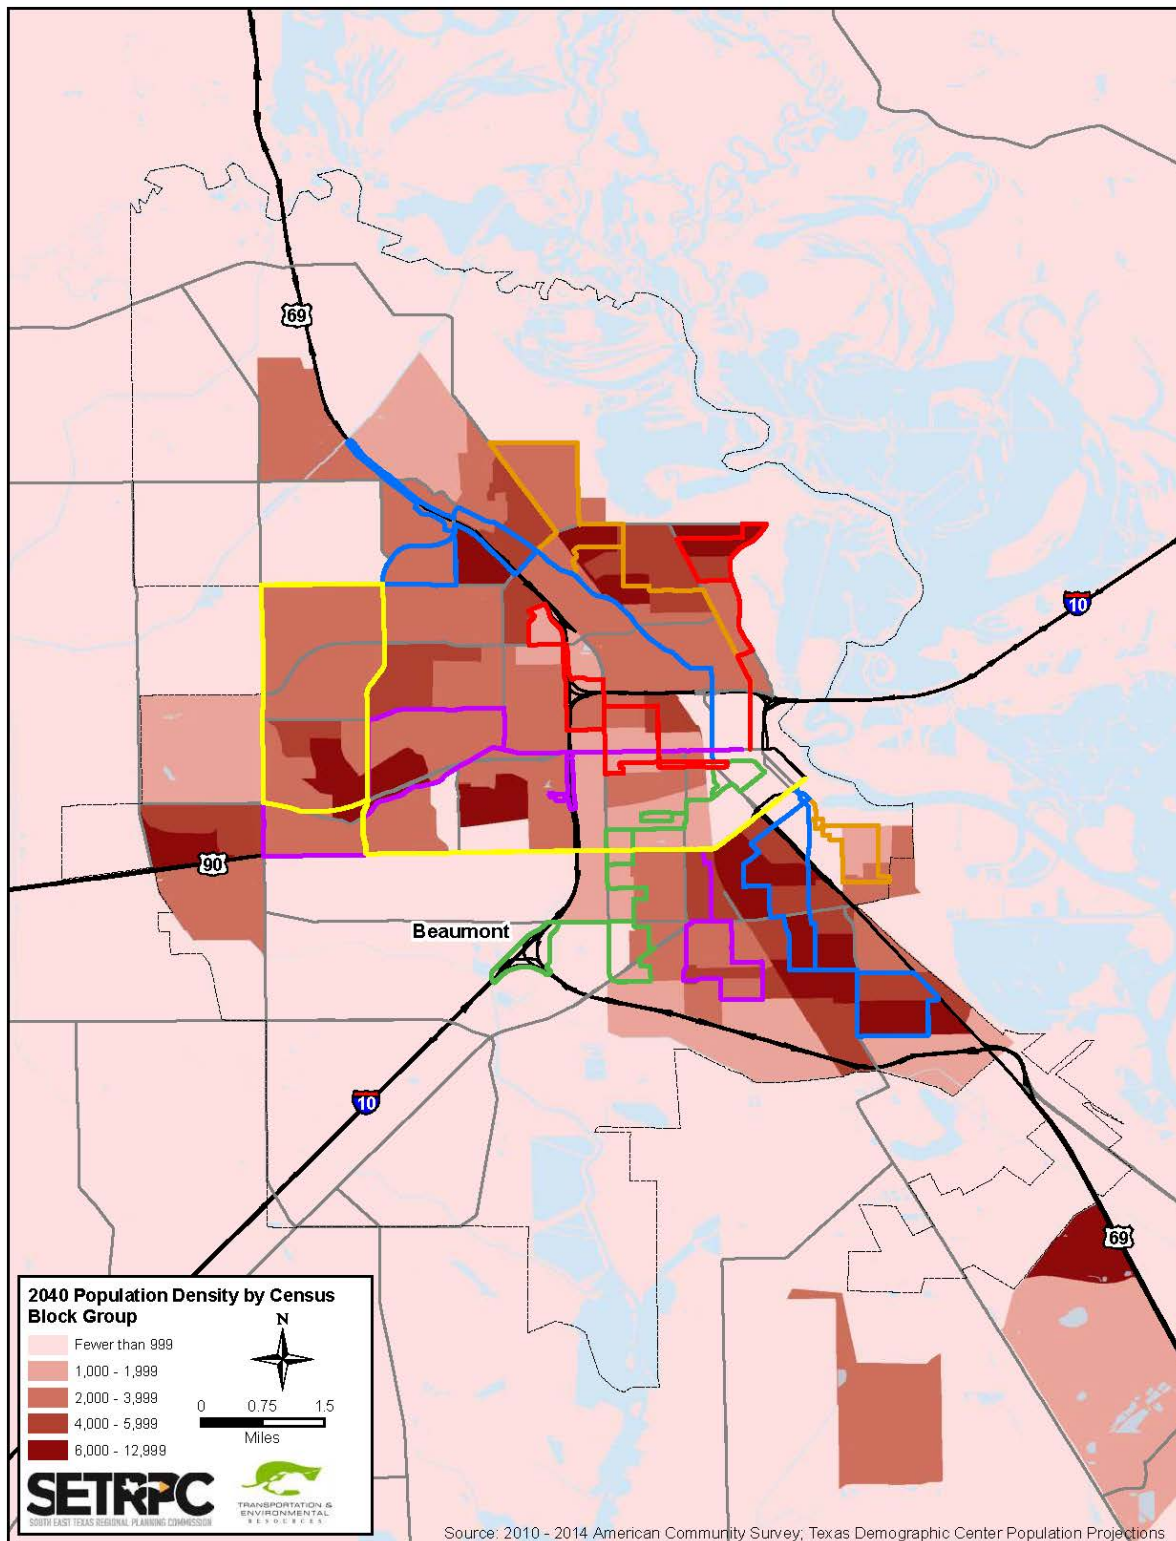 69
10
90
Beaumont
10
69
2040 Population Density by Census
Block Group
N
Fewer than 999
1,000 - 1,999
2,000 - 3,999
4,000 - 5,999
6,000 - 12,999
0 0.75 1.5
Miles
SETRPC
SOUTH EAST TEXAS REGIONAL PLANNING COMMISSION
TRANSPORTATION &
ENVIRONMENTAL
RESOURCES
Source: 2010 - 2014 American Community Survey; Texas Demographic Center Population Projections